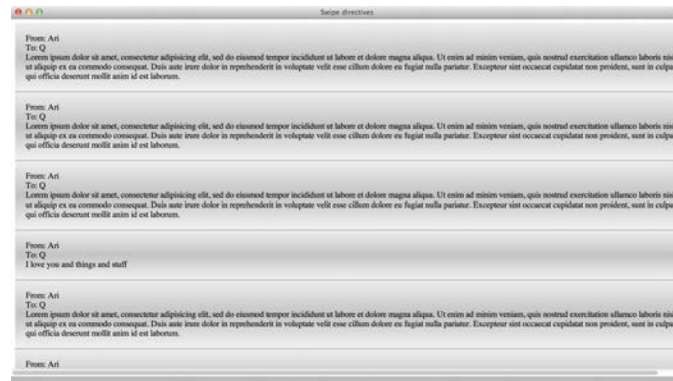 Swipe directives
From: Ari
To: Q
Lorem ipsum dolor sit amet, consectetur adipisicing elit, sed do eiusmod tempor incididunt ut labore et dolore magna aliqua. Ut enim ad minim veniam, quis nostrud exercitation ullamco laboris nisi
ut aliquip ex ea commodo consequat. Duis aute irure dolor in reprehenderit in voluptate velit esse cillum dolore eu fugiat nulla pariatur. Excepteur sint occaecat cupidatat non proident, sunt in culpa
qui officia deserunt mollit anim id est laborum.
From: Ari
To: Q
Lorem ipsum dolor sit amet, consectetur adipisicing elit, sed do eiusmod tempor incididunt ut labore et dolore magna aliqua. Ut enim ad minim veniam, quis nostrud exercitation ullamco laboris nisi
ut aliquip ex ea commodo consequat. Duis aute irure dolor in reprehenderit in voluptate velit esse cillum dolore eu fugiat nulla pariatur. Excepteur sint occaecat cupidatat non proident, sunt in culpa
qui officia deserunt mollit anim id est laborum.
From: Ari
To: Q
Lorem ipsum dolor sit amet, consectetur adipisicing elit, sed do eiusmod tempor incididunt ut labore et dolore magna aliqua. Ut enim ad minim veniam, quis nostrud exercitation ullamco laboris nisi
ut aliquip ex ea commodo consequat. Duis aute irure dolor in reprehenderit in voluptate velit esse cillum dolore eu fugiat nulla pariatur. Excepteur sint occaecat cupidatat non proident, sunt in culpa
qui officia deserunt mollit anim id est laborum.
From: Ari
To: Q
I love you and things and stuff
From: Ari
To: Q
Lorem ipsum dolor sit amet, consectetur adipisicing elit, sed do eiusmod tempor incididunt ut labore et dolore magna aliqua. Ut enim ad minim veniam, quis nostrud exercitation ullamco laboris nisi
ut aliquip ex ea commodo consequat. Duis aute irure dolor in reprehenderit in voluptate velit esse cillum dolore eu fugiat nulla pariatur. Excepteur sint occaecat cupidatat non proident, sunt in culpa
qui officia deserunt mollit anim id est laborum.
From: Ari